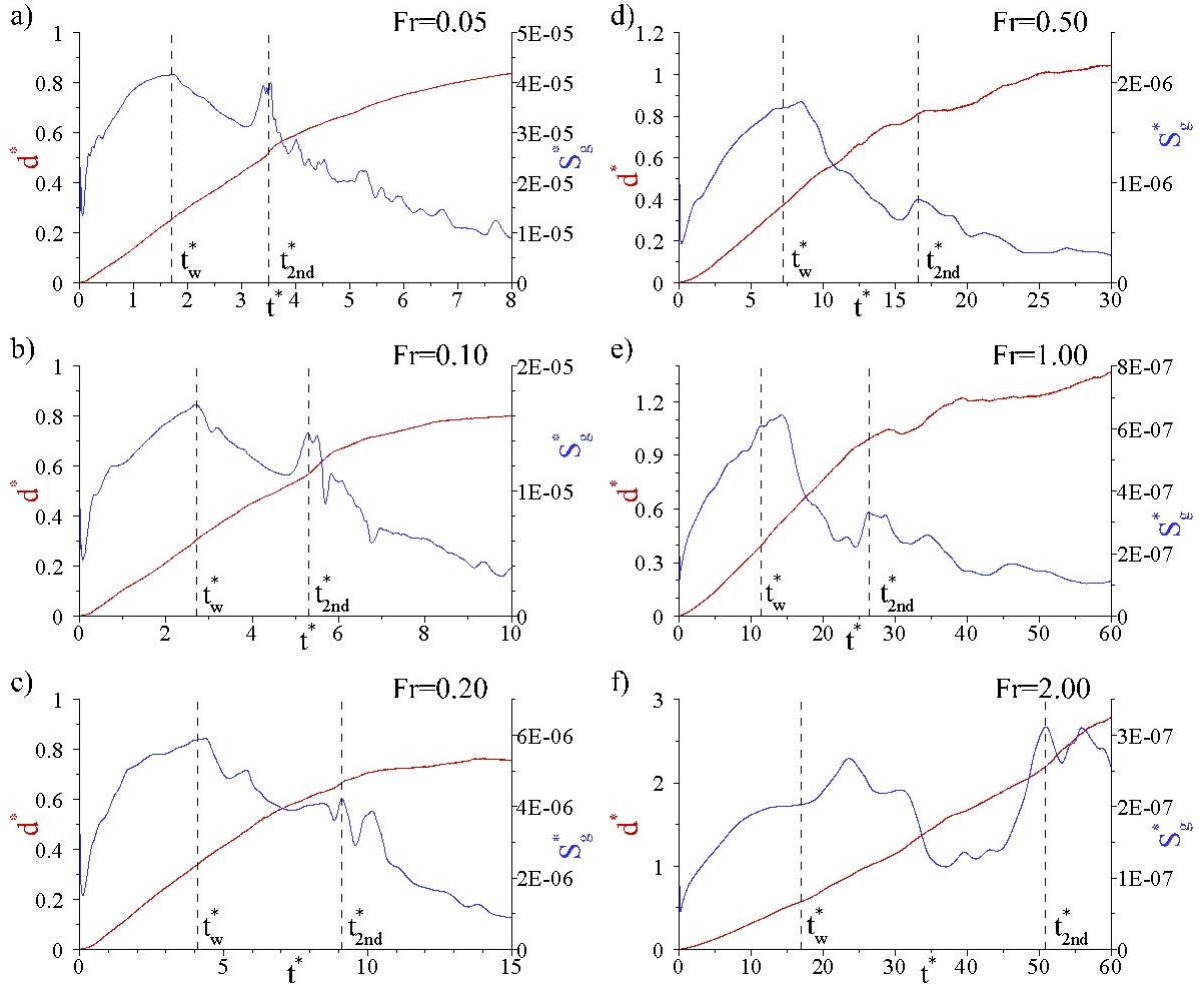 a)
Fr=0.05
d*
1
0.8
0.6
0.4
0.2
0
5E-05
4E-05
3E-05
2E-05
1E-05
0
S*g
t*w
t*2nd
0 1 2 3 4 5 6 7 8
t*
b)
Fr=0.10
d*
1
0.8
0.6
0.4
0.2
0
2E-05
1E-05
0
S*g
t*w
t*2nd
0 2 4 6 8 10
t*
c)
Fr=0.20
d*
1
0.8
0.6
0.4
0.2
0
6E-06
4E-06
2E-06
0
S*g
t*w
t*2nd
0 5 10 15
t*
d)
Fr=0.50
d*
1.2
1
0.8
0.6
0.4
0.2
0
2E-06
1E-06
0
S*g
t*w
t*2nd
0 5 10 15 20 25 30
t*
e)
Fr=1.00
d*
1.2
0.9
0.6
0.3
0
8E-07
6E-07
4E-07
2E-07
0
S*g
t*w
t*2nd
0 10 20 30 40 50 60
t*
f)
Fr=2.00
d*
3
2
1
0
3E-07
2E-07
1E-07
0
S*g
t*w
t*2nd
0 10 20 30 40 50 60
t*